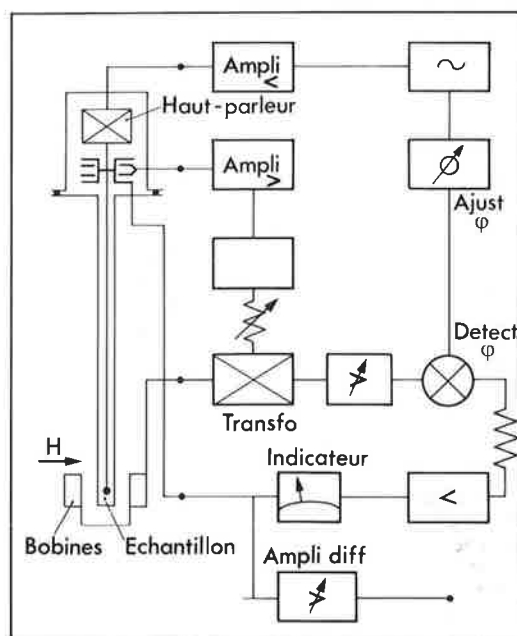 Ampli
<
~
Haut-parleur
Ampli
>
Ajust
φ
Detect
φ
Transfo
H
Indicateur
<
Bobines
Echantillon
Ampli diff